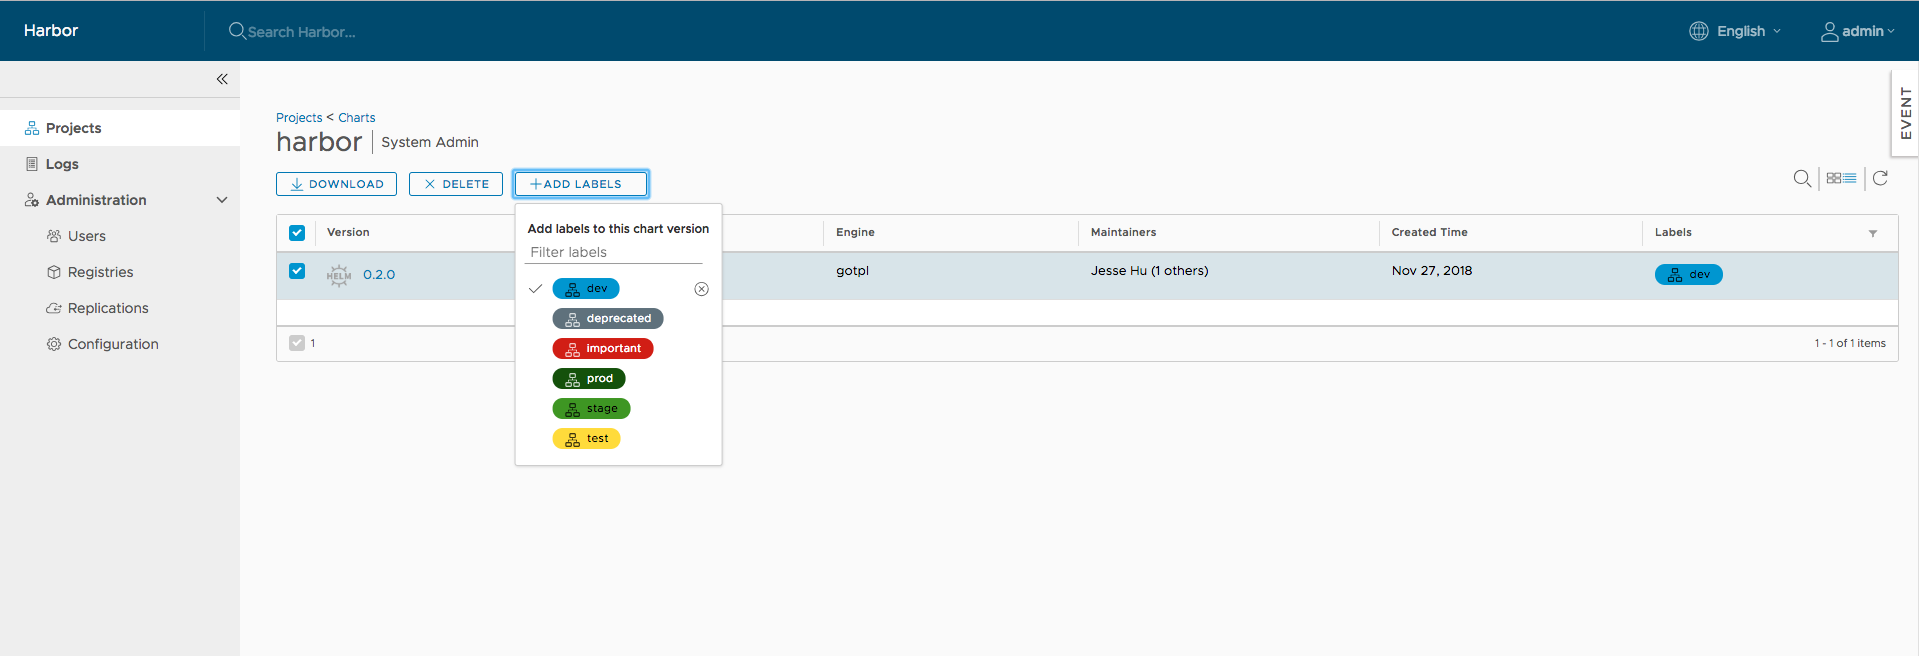 Harbor
Search Harbor...
English
admin
EVENT
Projects
Logs
Administration
Users
Registries
Replications
Configuration
Projects < Charts
harbor System Admin
DOWNLOAD DELETE +ADD LABELS
Version Engine Maintainers Created Time Labels
HELM 0.2.0 gotpl Jesse Hu (1 others) Nov 27, 2018 dev
Add labels to this chart version
Filter labels
dev
deprecated
important
prod
stage
test
1
1 - 1 of 1 items